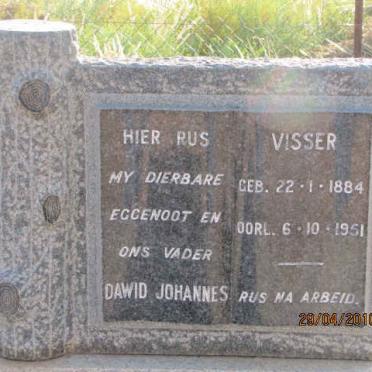 HIER RUS
MY DIERBARE
EGGENOOT EN
ONS VADER
DAWID JOHANNES
VISSER
GEB. 22·1·1884
OORL. 6·10·1951
RUS NA ARBEID.
29/04/2010